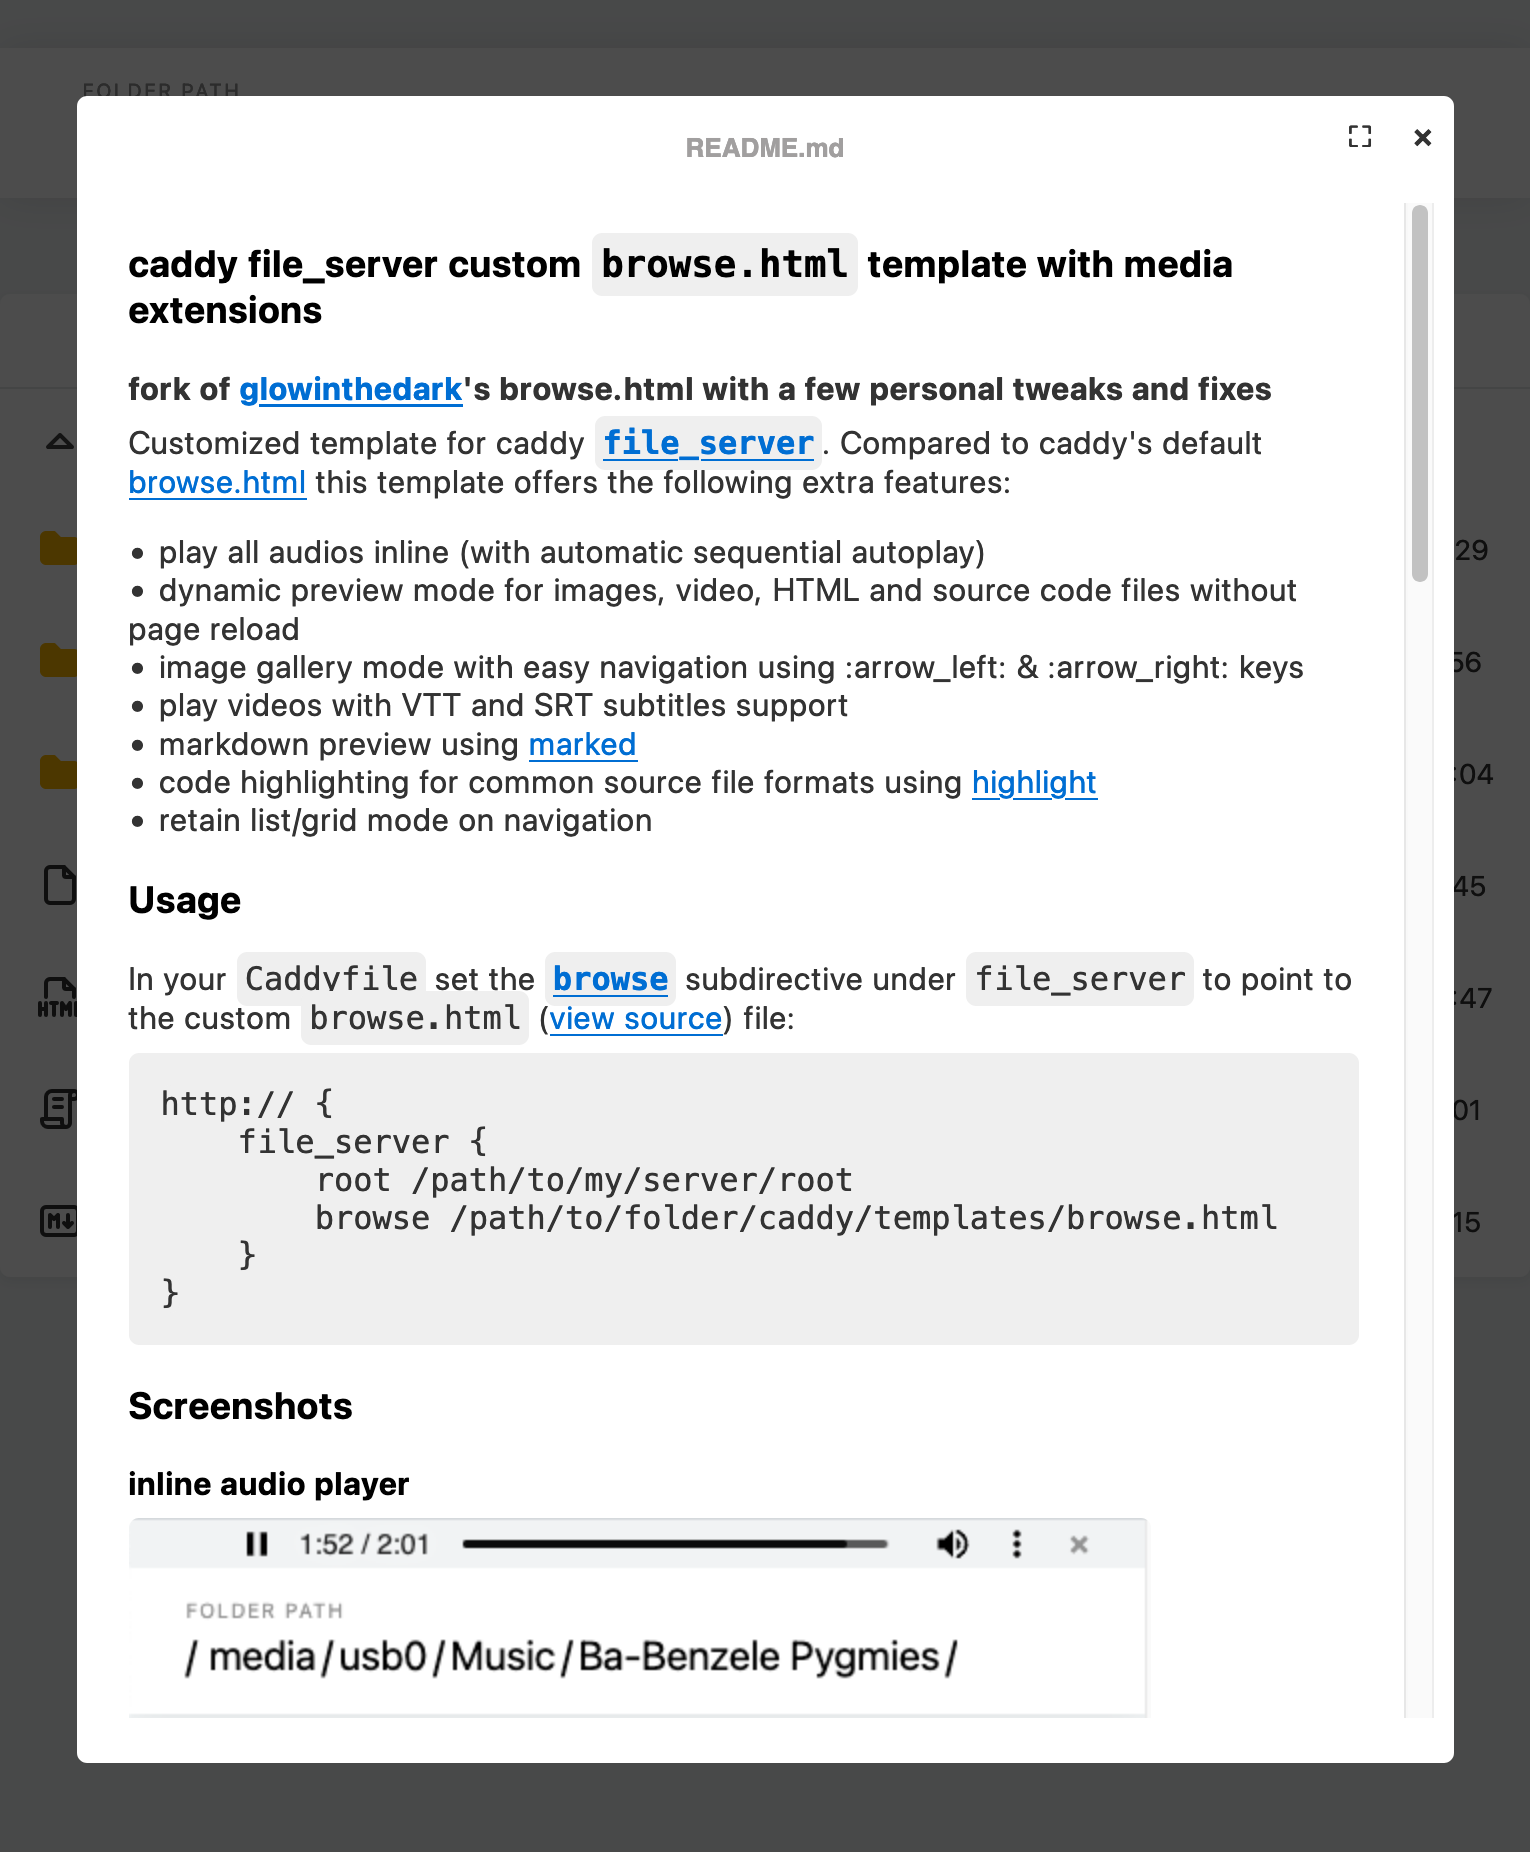 FOLDER PATH
README.md
caddy file_server custom browse.html template with media
extensions
fork of glowinthedark's browse.html with a few personal tweaks and fixes
Customized template for caddy file_server. Compared to caddy's default
browse.html this template offers the following extra features:
• play all audios inline (with automatic sequential autoplay)
• dynamic preview mode for images, video, HTML and source code files without
page reload
• image gallery mode with easy navigation using :arrow_left: & :arrow_right: keys
• play videos with VTT and SRT subtitles support
• markdown preview using marked
• code highlighting for common source file formats using highlight
• retain list/grid mode on navigation
Usage
In your Caddyfile set the browse subdirective under file_server to point to
the custom browse.html (view source) file:
http:// {
    file_server {
        root /path/to/my/server/root
        browse /path/to/folder/caddy/templates/browse.html
    }
}
Screenshots
inline audio player
1:52 / 2:01
FOLDER PATH
/ media/usb0/Music/Ba-Benzele Pygmies/
29
56
:04
45
HTML
:47
01
M↓
15